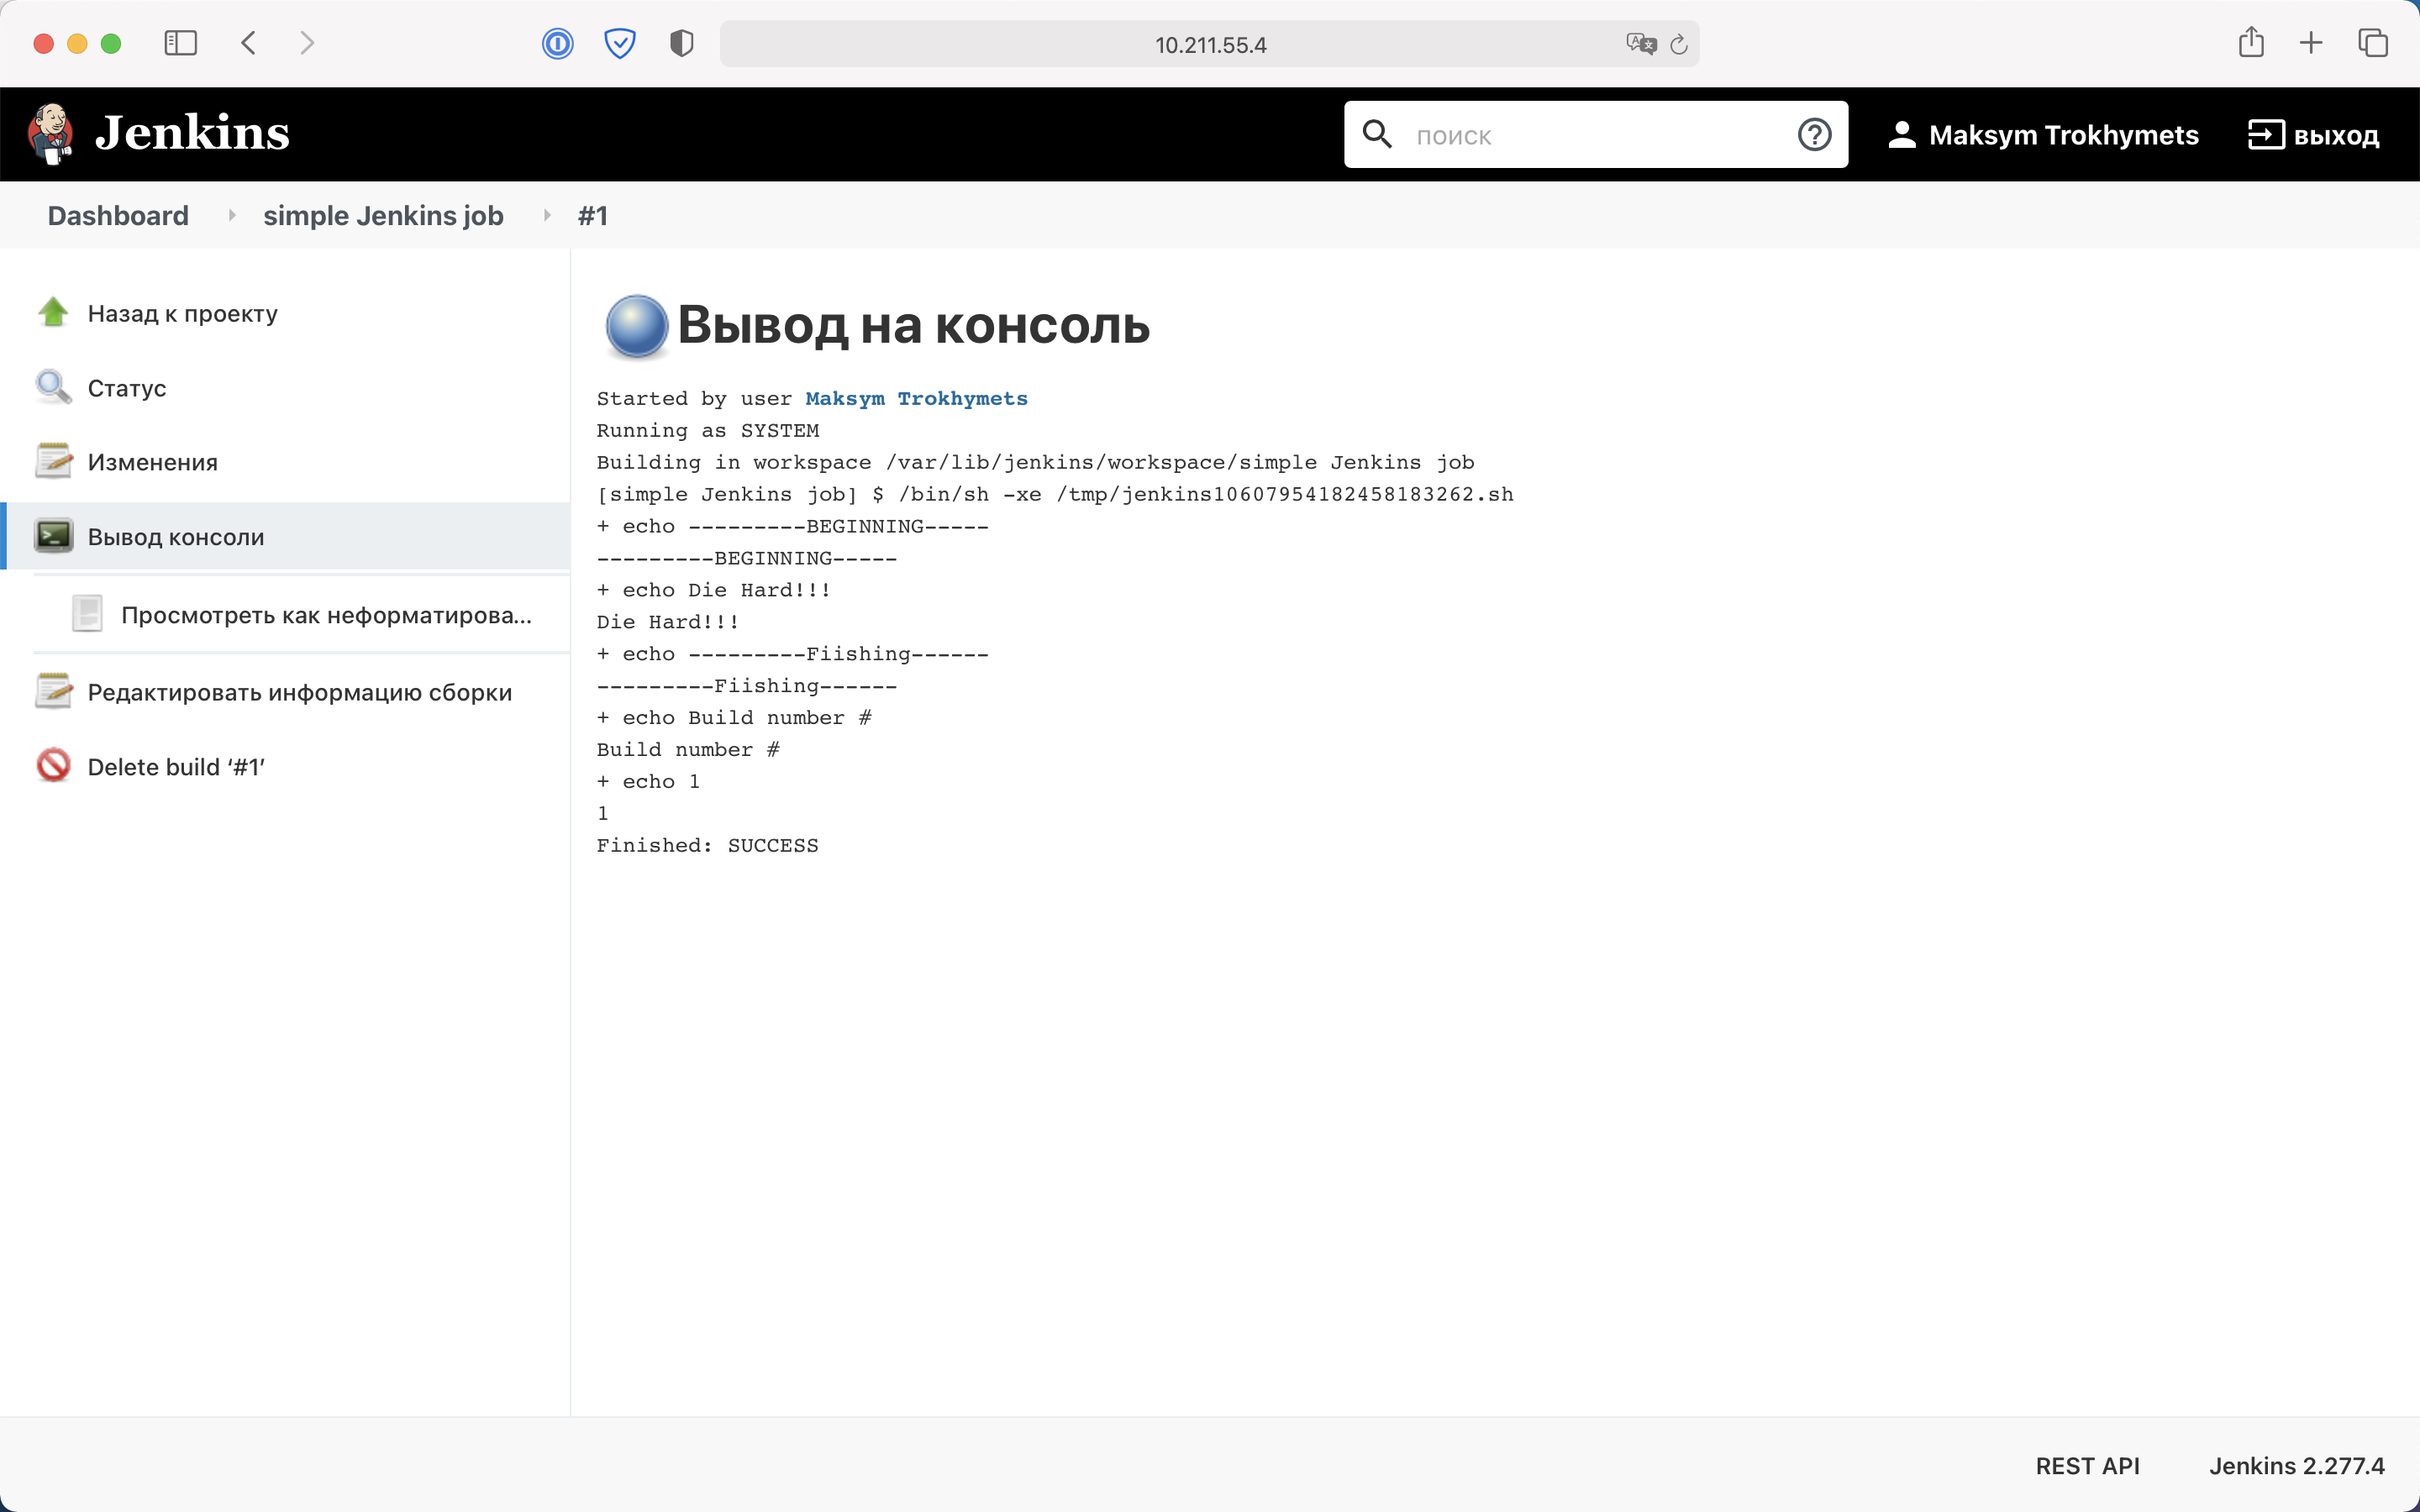 10.211.55.4
Jenkins
поиск
Maksym Trokhymets
выход
Dashboard
simple Jenkins job
#1
Назад к проекту
Статус
Изменения
Вывод консоли
Просмотреть как неформатирова...
Редактировать информацию сборки
Delete build ‘#1’
Вывод на консоль
Started by user Maksym Trokhymets
Running as SYSTEM
Building in workspace /var/lib/jenkins/workspace/simple Jenkins job
[simple Jenkins job] $ /bin/sh -xe /tmp/jenkins10607954182458183262.sh
+ echo ---------BEGINNING-----
---------BEGINNING-----
+ echo Die Hard!!!
Die Hard!!!
+ echo ---------Fiishing------
---------Fiishing------
+ echo Build number #
Build number #
+ echo 1
1
Finished: SUCCESS
REST API
Jenkins 2.277.4